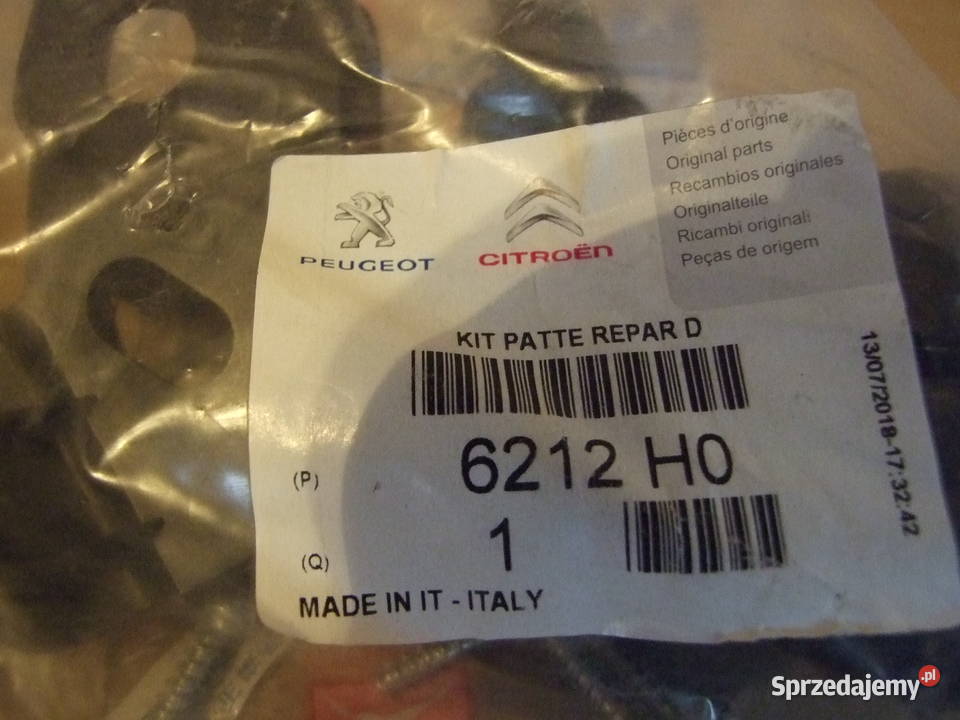 Pièces d'origine
Original parts
Recambios originales
Originalteile
Ricambi originali
Peças de origem
PEUGEOT
CITROËN
KIT PATTE REPAR D
(P) 6212 H0
(Q) 1
MADE IN IT - ITALY
13/07/2018-17:32:42
Sprzedajemy.pl